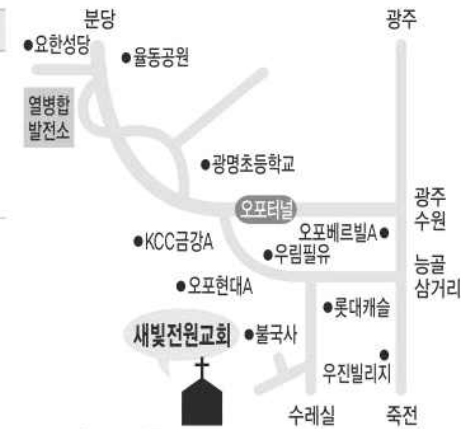 분당
광주
요한성당
율동공원
열병합
발전소
광명초등학교
오포터널
광주
수원
오포베르빌A
KCC금강A
우림필유
능골
삼거리
오포현대A
롯대캐슬
새빛전원교회
불국사
우진빌리지
수레실
죽전